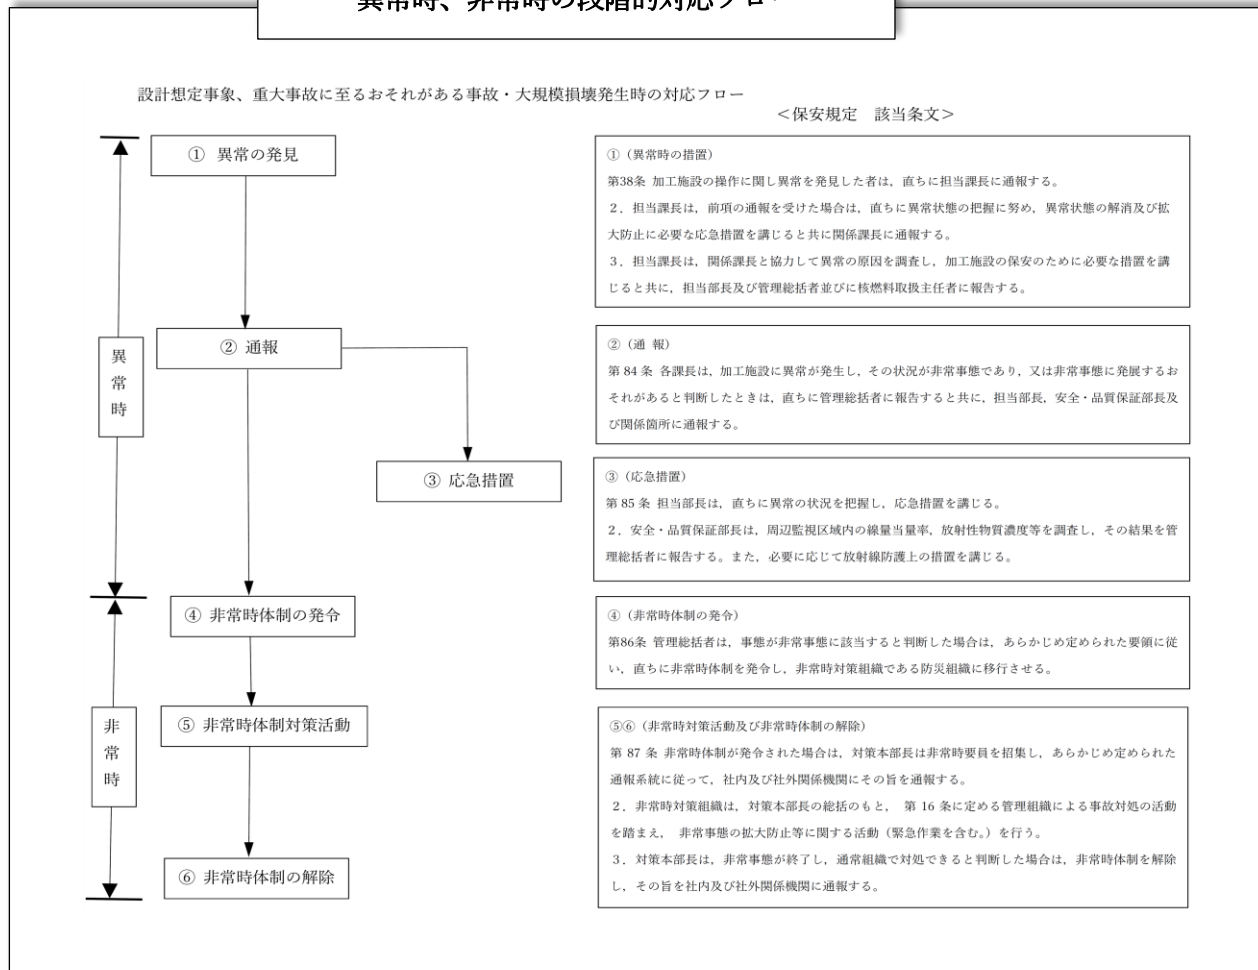 異常時、非常時の段階的対応フロー
設計想定事象、重大事故に至るおそれがある事故・大規模損壊発生時の対応フロー
＜保安規定　該当条文＞
① 異常の発見
② 通報
③ 応急措置
④ 非常時体制の発令
⑤ 非常時体制対策活動
⑥ 非常時体制の解除
異常時
非常時
①（異常時の措置）
第38条 加工施設の操作に関し異常を発見した者は，直ちに担当課長に通報する。
２．担当課長は，前項の通報を受けた場合は，直ちに異常状態の把握に努め，異常状態の解消及び拡
大防止に必要な応急措置を講じると共に関係課長に通報する。
３．担当課長は，関係課長と協力して異常の原因を調査し，加工施設の保安のために必要な措置を講
じると共に，担当部長及び管理総括者並びに核燃料取扱主任者に報告する。
②（通 報）
第 84 条 各課長は，加工施設に異常が発生し，その状況が非常事態であり，又は非常事態に発展するお
それがあると判断したときは，直ちに管理総括者に報告すると共に，担当部長，安全・品質保証部長及
び関係箇所に通報する。
③（応急措置）
第 85 条 担当部長は，直ちに異常の状況を把握し，応急措置を講じる。
２．安全・品質保証部長は，周辺監視区域内の線量当量率，放射性物質濃度等を調査し，その結果を管
理総括者に報告する。また，必要に応じて放射線防護上の措置を講じる。
④（非常時体制の発令）
第86条 管理総括者は，事態が非常事態に該当すると判断した場合は，あらかじめ定められた要領に従
い，直ちに非常時体制を発令し，非常時対策組織である防災組織に移行させる。
⑤⑥（非常時対策活動及び非常時体制の解除）
第 87 条 非常時体制が発令された場合は，対策本部長は非常時要員を招集し，あらかじめ定められた
通報系統に従って，社内及び社外関係機関にその旨を通報する。
２．非常時対策組織は，対策本部長の総括のもと， 第 16 条に定める管理組織による事故対処の活動
を踏まえ， 非常事態の拡大防止等に関する活動（緊急作業を含む。）を行う。
３．対策本部長は，非常事態が終了し，通常組織で対処できると判断した場合は，非常時体制を解除
し，その旨を社内及び社外関係機関に通報する。